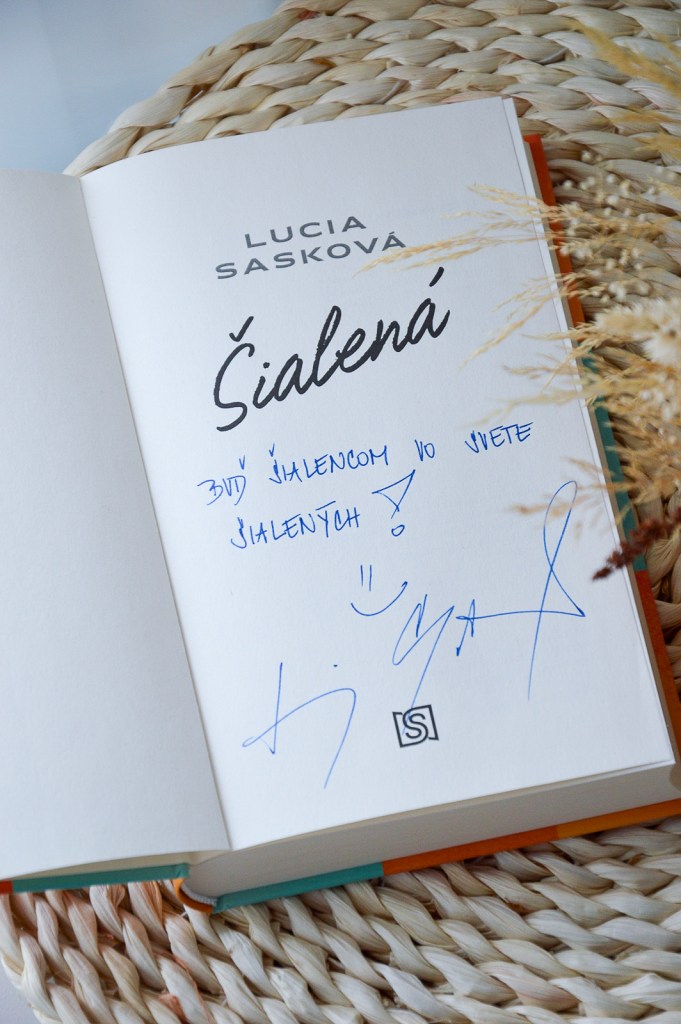 LUCIA
SASKOVÁ
Šialená
BUĎ ŠIALENCOM VO SVETE
ŠIALENÝCH!
S